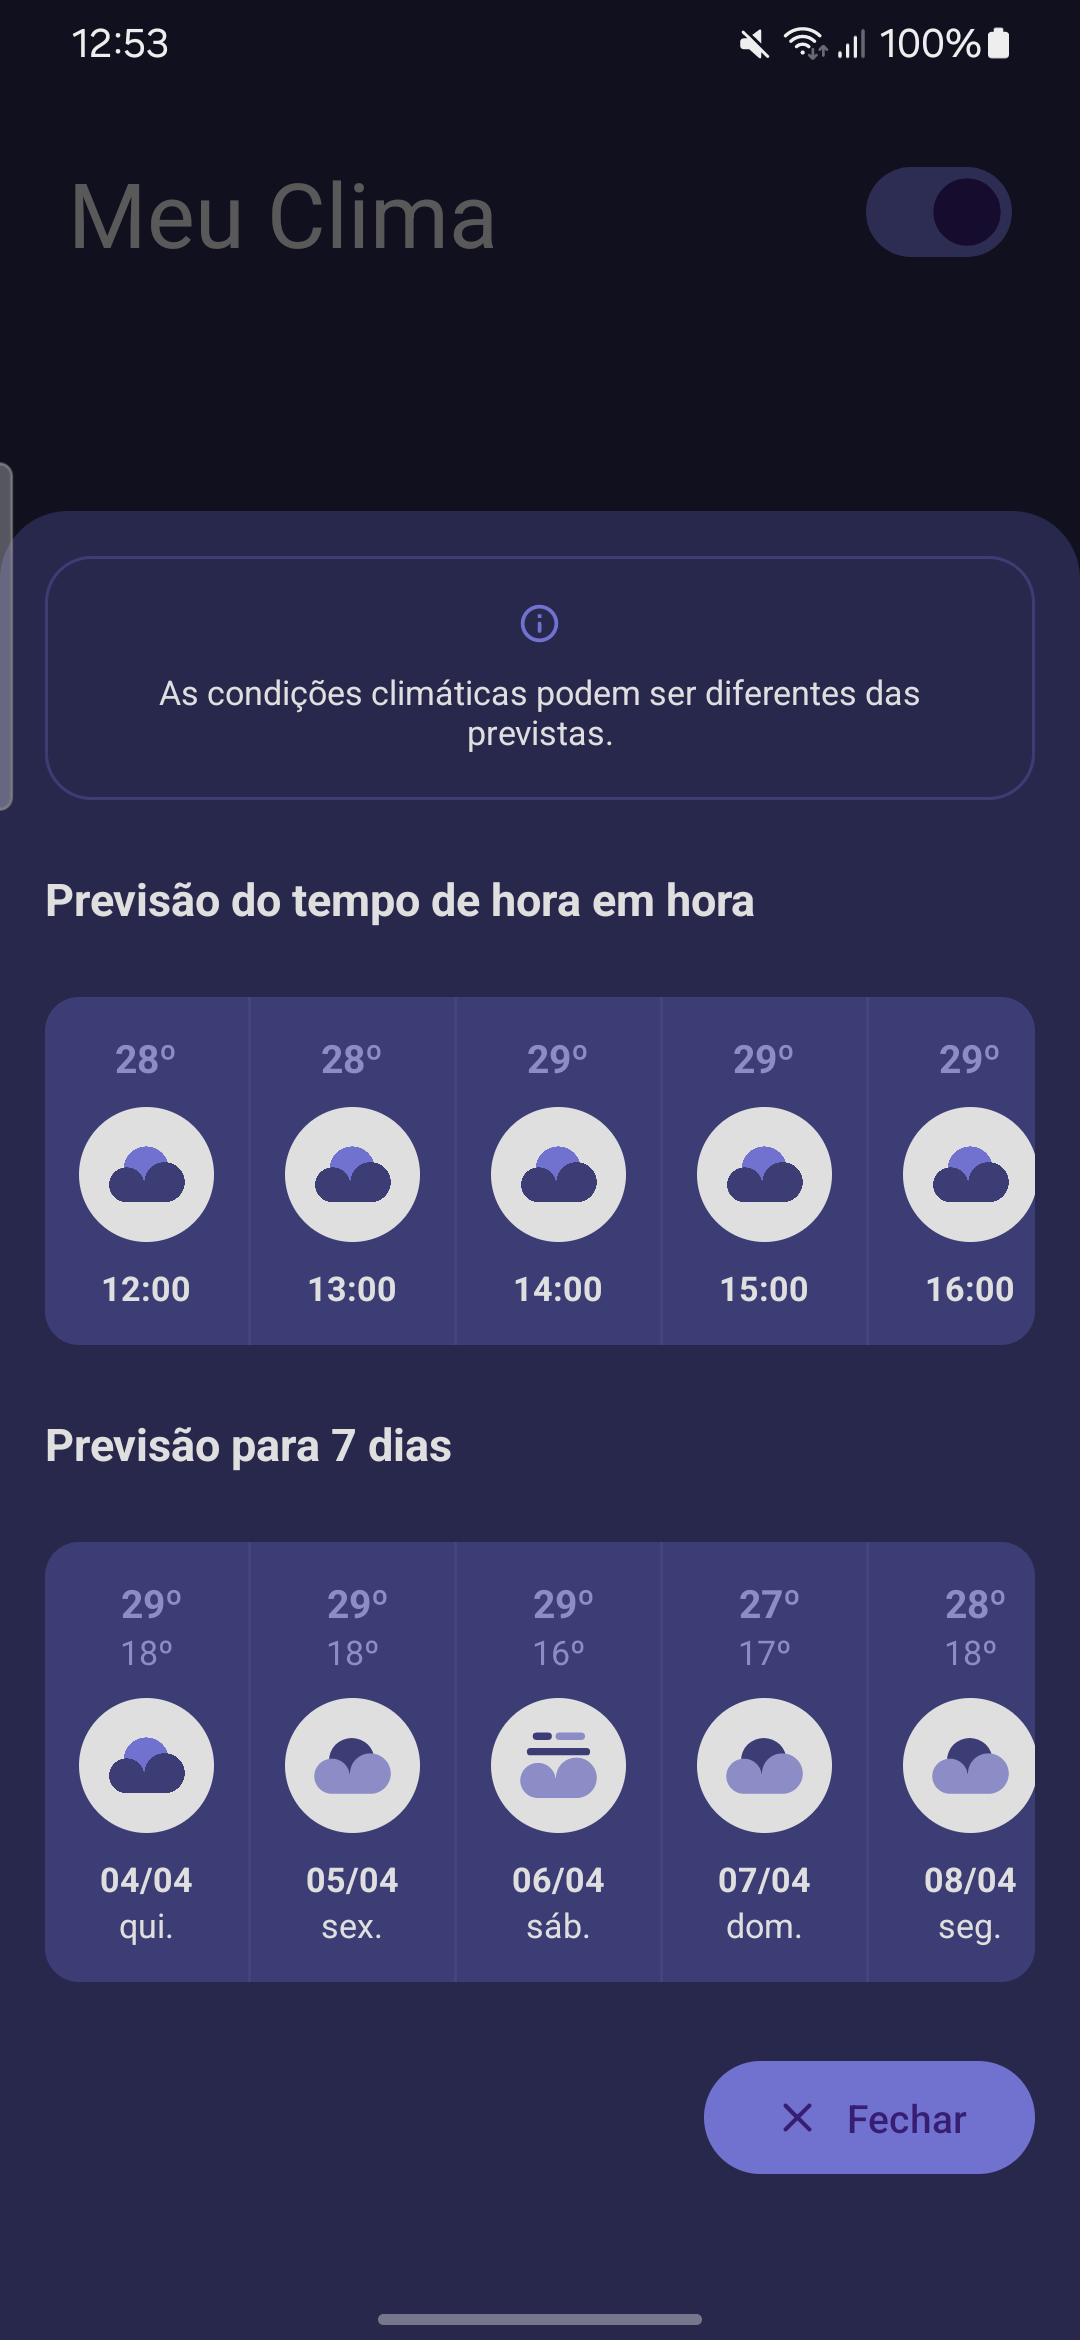 12:53 100%
Meu Clima
As condições climáticas podem ser diferentes das
previstas.
Previsão do tempo de hora em hora
28º 28º 29º 29º 29º
12:00 13:00 14:00 15:00 16:00
Previsão para 7 dias
29º 29º 29º 27º 28º
18º 18º 16º 17º 18º
04/04 05/04 06/04 07/04 08/04
qui. sex. sáb. dom. seg.
Fechar